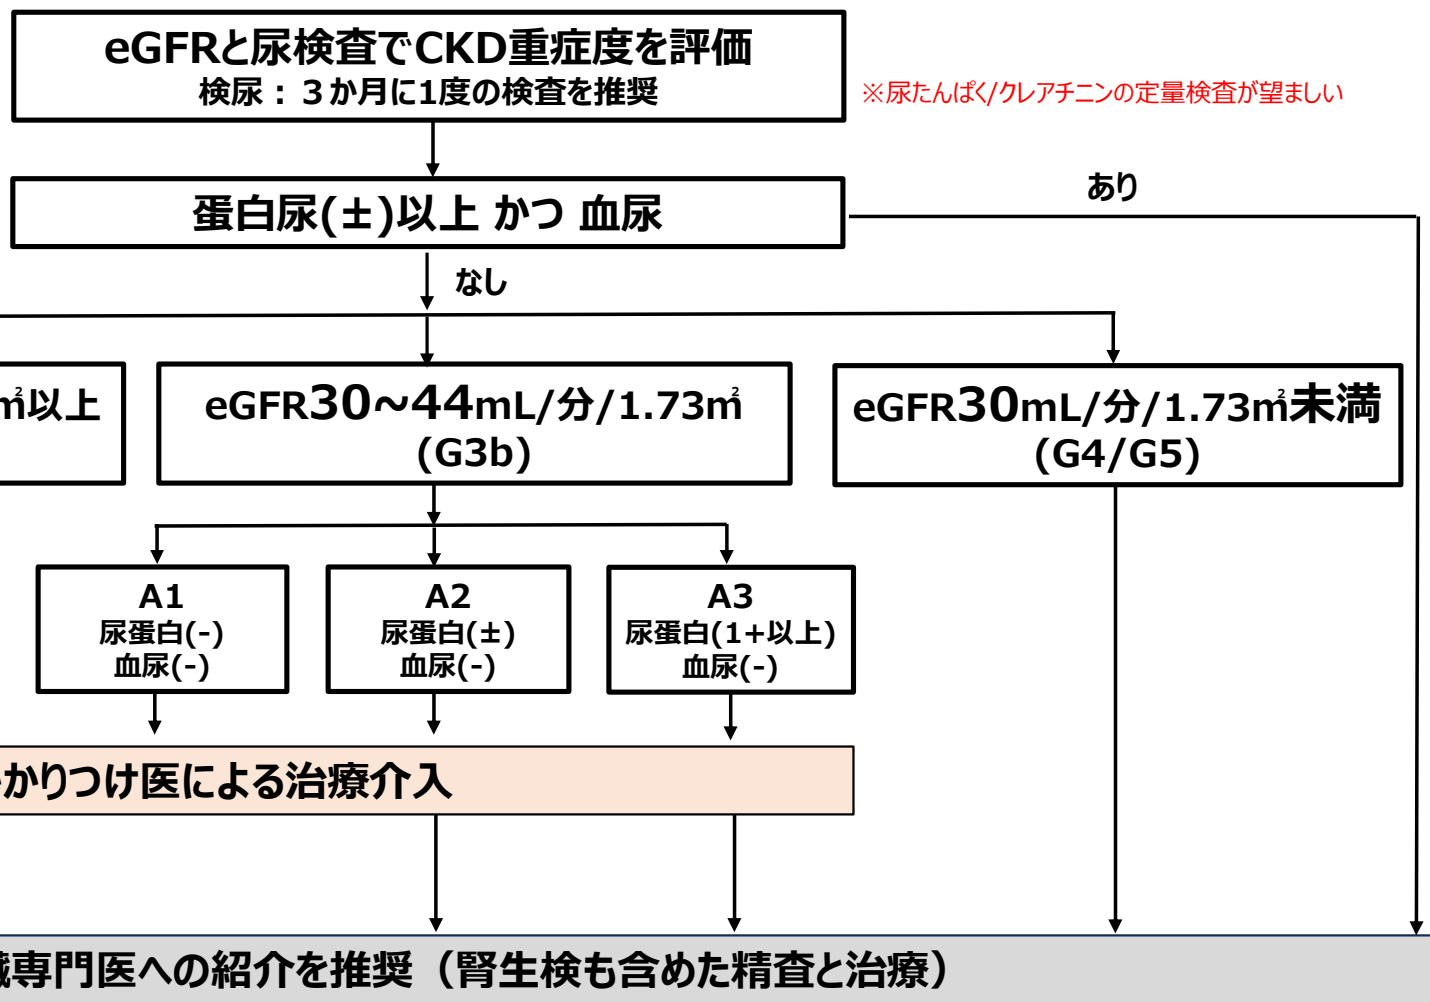 eGFRと尿検査でCKD重症度を評価
検尿：３か月に1度の検査を推奨
※尿たんぱく/クレアチニンの定量検査が望ましい
蛋白尿(±)以上 かつ 血尿
あり
なし
㎡以上
eGFR30~44mL/分/1.73㎡
(G3b)
eGFR30mL/分/1.73㎡未満
(G4/G5)
A1
尿蛋白(-)
血尿(-)
A2
尿蛋白(±)
血尿(-)
A3
尿蛋白(1+以上)
血尿(-)
かりつけ医による治療介入
専門医への紹介を推奨（腎生検も含めた精査と治療）